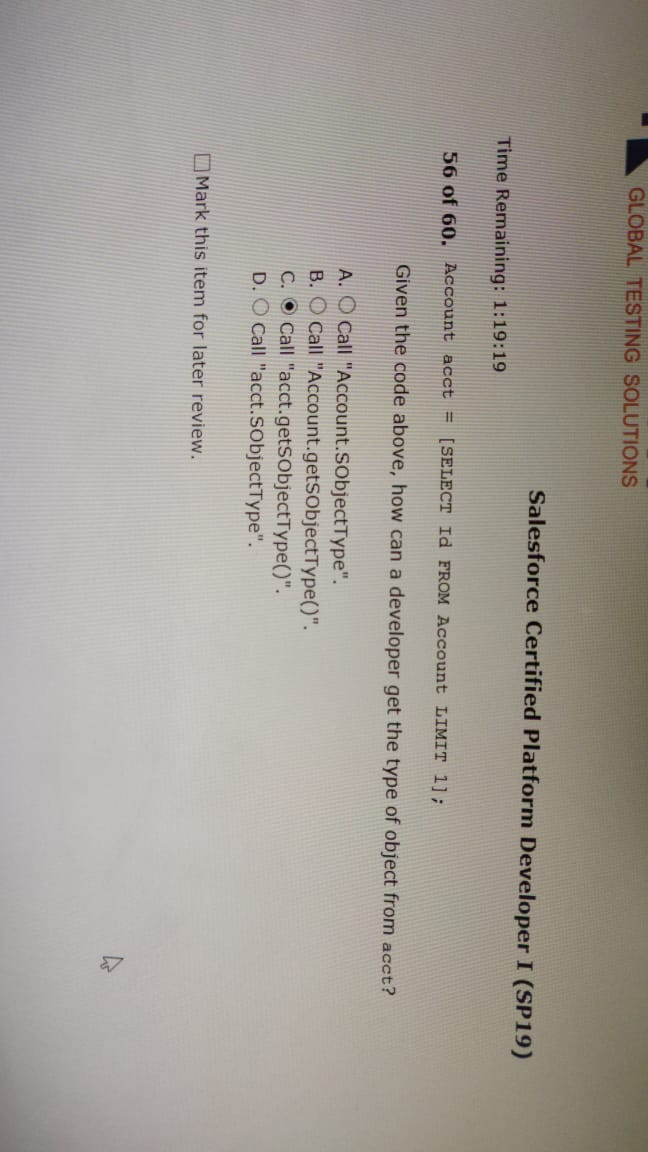 GLOBAL TESTING SOLUTIONS
Salesforce Certified Platform Developer I (SP19)
Time Remaining: 1:19:19
56 of 60. Account acct = [SELECT Id FROM Account LIMIT 1];
Given the code above, how can a developer get the type of object from acct?
A. Call "Account.SObjectType".
B. Call "Account.getSObjectType()".
C. Call "acct.getSObjectType()".
D. Call "acct.SObjectType".
Mark this item for later review.